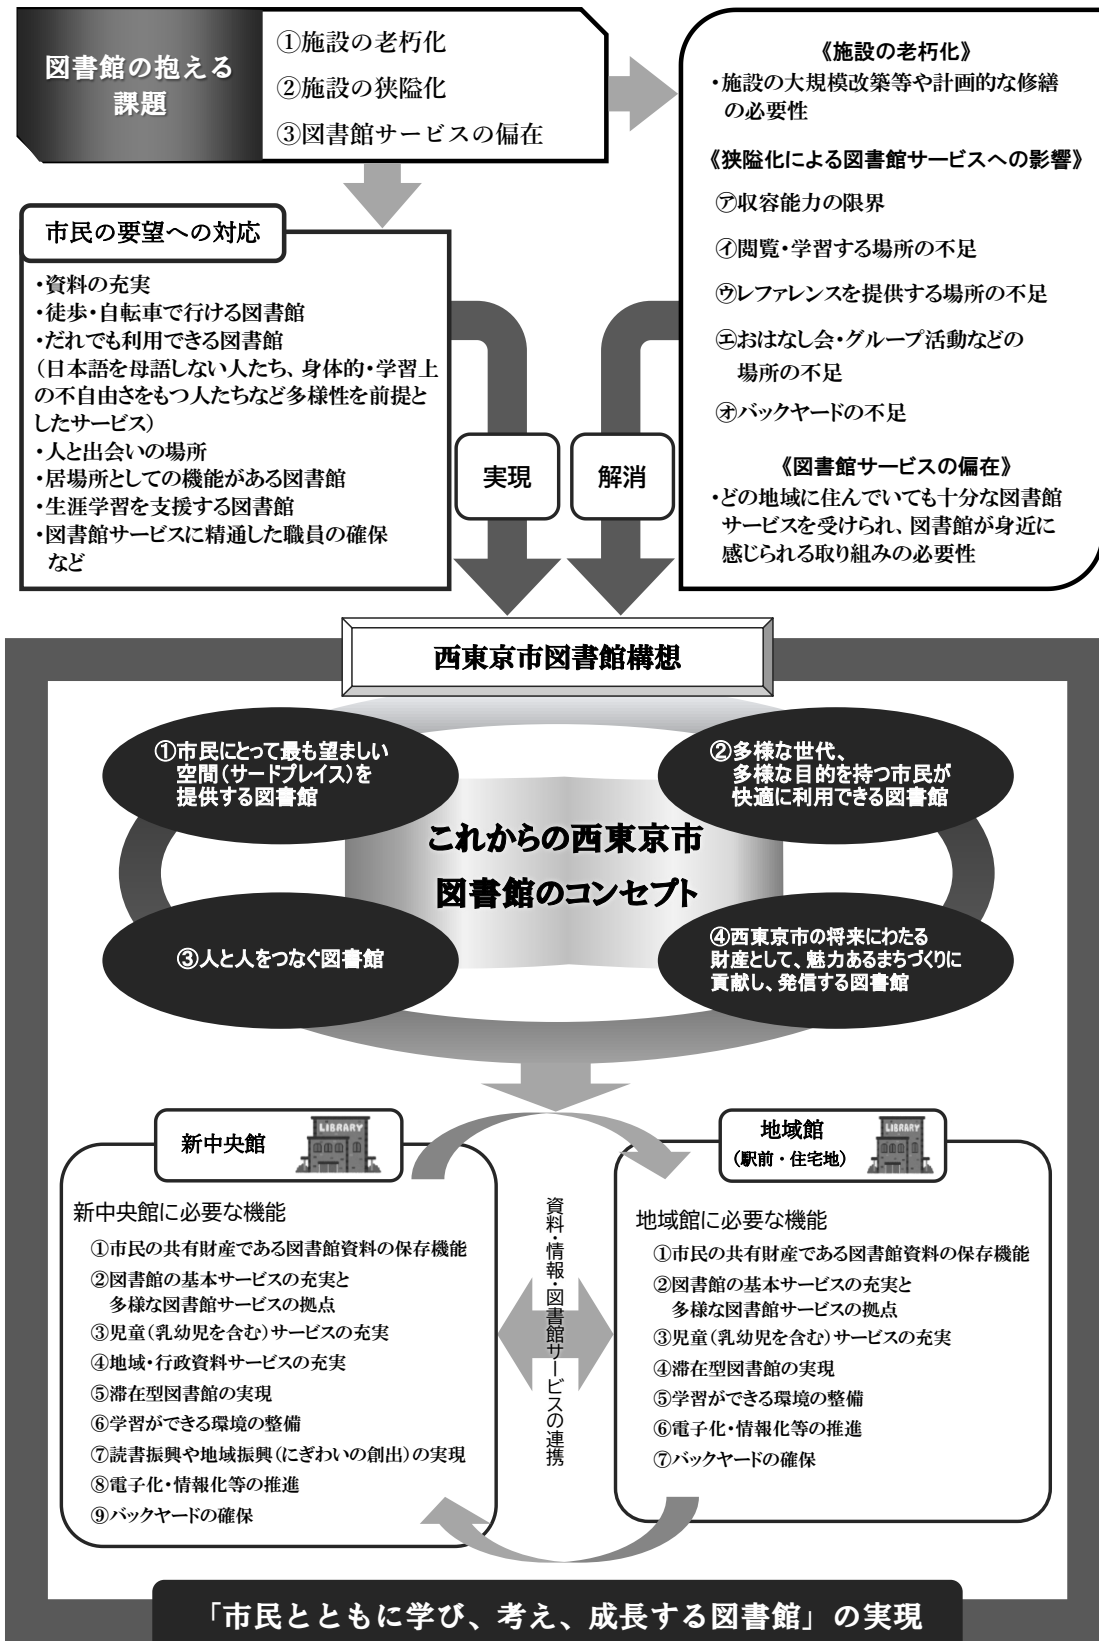 図書館の抱える
課題
①施設の老朽化
②施設の狭隘化
③図書館サービスの偏在
《施設の老朽化》
・施設の大規模改築等や計画的な修繕
の必要性
《狭隘化による図書館サービスへの影響》
㋐収容能力の限界
㋑閲覧・学習する場所の不足
㋒レファレンスを提供する場所の不足
㋓おはなし会・グループ活動などの
場所の不足
㋔バックヤードの不足
《図書館サービスの偏在》
・どの地域に住んでいても十分な図書館
サービスを受けられ、図書館が身近に
感じられる取り組みの必要性
市民の要望への対応
・資料の充実
・徒歩・自転車で行ける図書館
・だれでも利用できる図書館
（日本語を母語しない人たち、身体的・学習上
の不自由さをもつ人たちなど多様性を前提と
したサービス）
・人と出会いの場所
・居場所としての機能がある図書館
・生涯学習を支援する図書館
・図書館サービスに精通した職員の確保
など
実現
解消
西東京市図書館構想
①市民にとって最も望ましい
空間（サードプレイス）を
提供する図書館
②多様な世代、
多様な目的を持つ市民が
快適に利用できる図書館
これからの西東京市
図書館のコンセプト
③人と人をつなぐ図書館
④西東京市の将来にわたる
財産として、魅力あるまちづくりに
貢献し、発信する図書館
新中央館
LIBRARY
新中央館に必要な機能
①市民の共有財産である図書館資料の保存機能
②図書館の基本サービスの充実と
多様な図書館サービスの拠点
③児童（乳幼児を含む）サービスの充実
④地域・行政資料サービスの充実
⑤滞在型図書館の実現
⑥学習ができる環境の整備
⑦読書振興や地域振興（にぎわいの創出）の実現
⑧電子化・情報化等の推進
⑨バックヤードの確保
資料・情報・図書館サービスの連携
地域館
（駅前・住宅地）
LIBRARY
地域館に必要な機能
①市民の共有財産である図書館資料の保存機能
②図書館の基本サービスの充実と
多様な図書館サービスの拠点
③児童（乳幼児を含む）サービスの充実
④滞在型図書館の実現
⑤学習ができる環境の整備
⑥電子化・情報化等の推進
⑦バックヤードの確保
「市民とともに学び、考え、成長する図書館」の実現